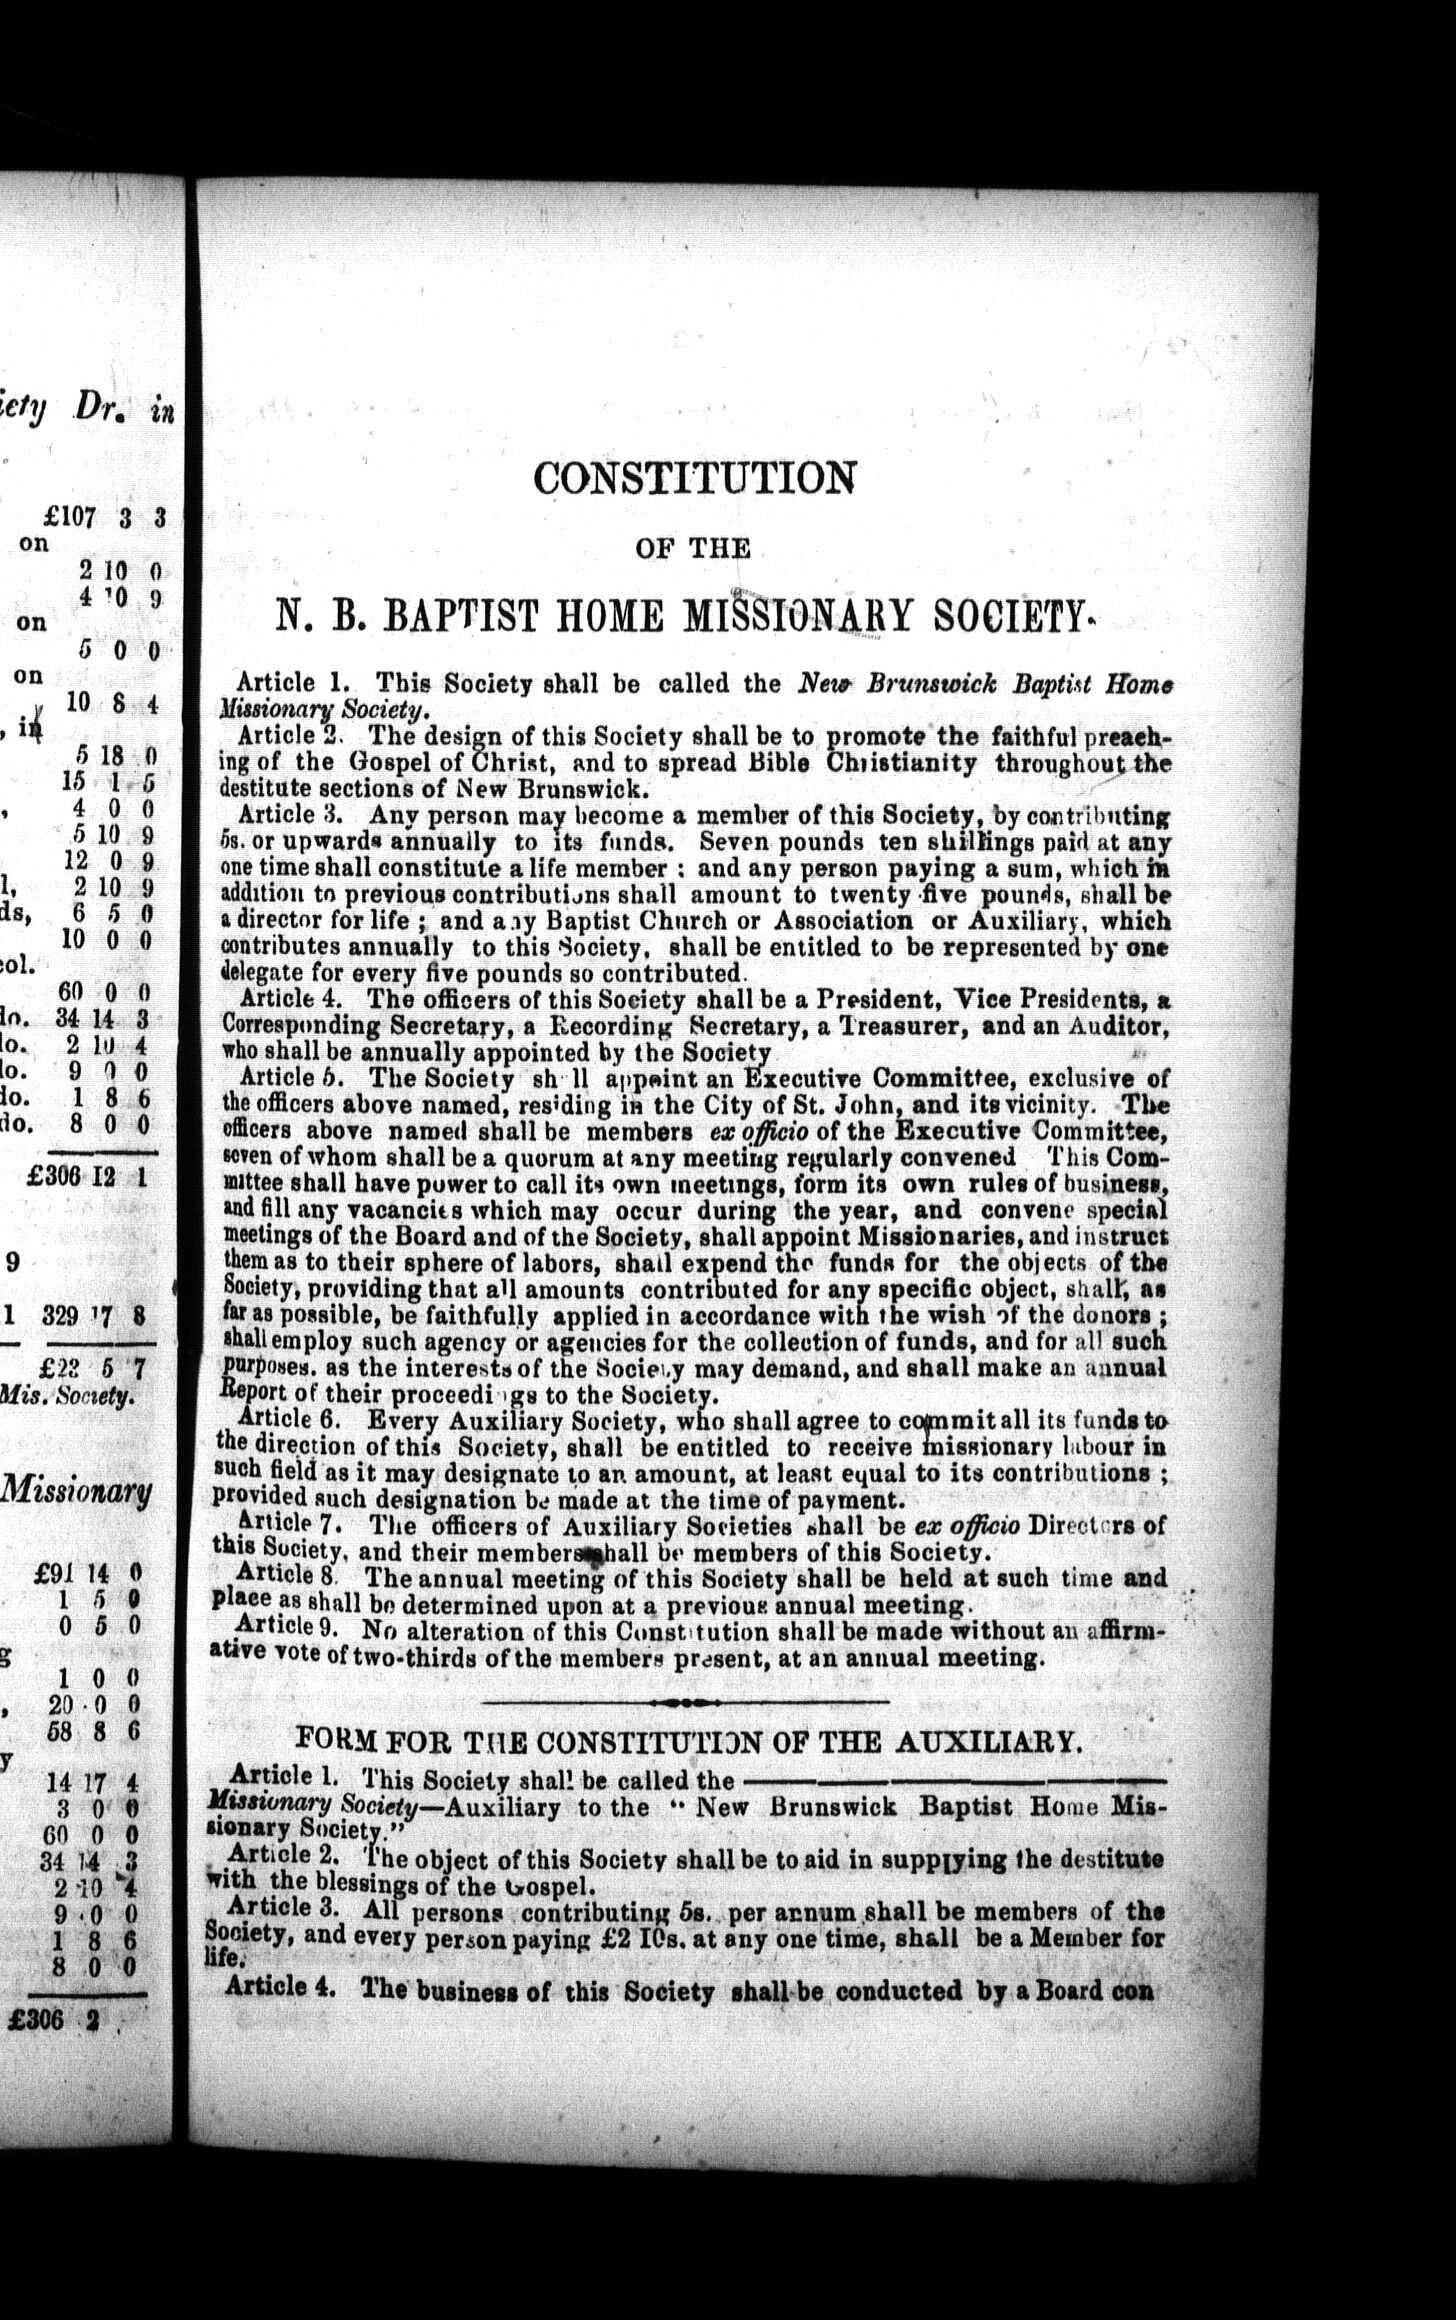 iety Dr. in
£107 3 3
on
2 10 0
4 10 9
on
5 0 0
on
10 8 4
, in
5 18 0
15 1 5
, 4 0 0
5 10 9
12 0 9
l, 2 10 9
ds, 6 5 0
10 0 0
col.
60 0 0
do. 34 14 3
do. 2 10 4
do. 9 0 0
do. 1 8 6
do. 8 0 0
£306 12 1
9
1 329 17 8
£23 5 7
Mis. Society.
Missionary
£91 14 0
1 5 0
0 5 0
g
1 0 0
, 20 0 0
58 8 6
y
14 17 4
3 0 0
60 0 0
34 14 3
2 10 4
9 0 0
1 8 6
8 0 0
£306 2
CONSTITUTION
OF THE
N. B. BAPTIST HOME MISSIONARY SOCIETY.
Article 1. This Society shall be called the New Brunswick Baptist Home
Missionary Society.
Article 2. The design of this Society shall be to promote the faithful preach-
ing of the Gospel of Christ, and to spread Bible Christianity throughout the
destitute sections of New Brunswick.
Article 3. Any person may become a member of this Society, by contributing
5s. or upwards annually to its funds. Seven pounds ten shillings paid at any
one time shall constitute a life member ; and any person paying a sum, which in
addition to previous contributions shall amount to twenty-five pounds, shall be
a director for life ; and any Baptist Church or Association or Auxiliary, which
contributes annually to this Society, shall be entitled to be represented by one
delegate for every five pounds so contributed.
Article 4. The officers of this Society shall be a President, Vice Presidents, a
Corresponding Secretary, a Recording Secretary, a Treasurer, and an Auditor,
who shall be annually appointed by the Society
Article 5. The Society shall appoint an Executive Committee, exclusive of
the officers above named, residing in the City of St. John, and its vicinity. The
officers above named shall be members ex officio of the Executive Committee,
seven of whom shall be a quorum at any meeting regularly convened This Com-
mittee shall have power to call its own meetings, form its own rules of business,
and fill any vacancies which may occur during the year, and convene special
meetings of the Board and of the Society, shall appoint Missionaries, and instruct
them as to their sphere of labors, shall expend the funds for the objects of the
Society, providing that all amounts contributed for any specific object, shall, as
far as possible, be faithfully applied in accordance with the wish of the donors ;
shall employ such agency or agencies for the collection of funds, and for all such
purposes. as the interests of the Society may demand, and shall make an annual
Report of their proceedings to the Society.
Article 6. Every Auxiliary Society, who shall agree to commit all its funds to
the direction of this Society, shall be entitled to receive missionary labour in
such field as it may designate to an amount, at least equal to its contributions ;
provided such designation be made at the time of payment.
Article 7. The officers of Auxiliary Societies shall be ex officio Directors of
this Society, and their members shall be members of this Society.
Article 8. The annual meeting of this Society shall be held at such time and
place as shall be determined upon at a previous annual meeting.
Article 9. No alteration of this Constitution shall be made without an affirm-
ative vote of two-thirds of the members present, at an annual meeting.
FORM FOR THE CONSTITUTION OF THE AUXILIARY.
Article 1. This Society shall be called the ——————
Missionary Society—Auxiliary to the " New Brunswick Baptist Home Mis-
sionary Society."
Article 2. The object of this Society shall be to aid in supplying the destitute
with the blessings of the Gospel.
Article 3. All persons contributing 5s. per annum shall be members of the
Society, and every person paying £2 10s. at any one time, shall be a Member for
life.
Article 4. The business of this Society shall be conducted by a Board con